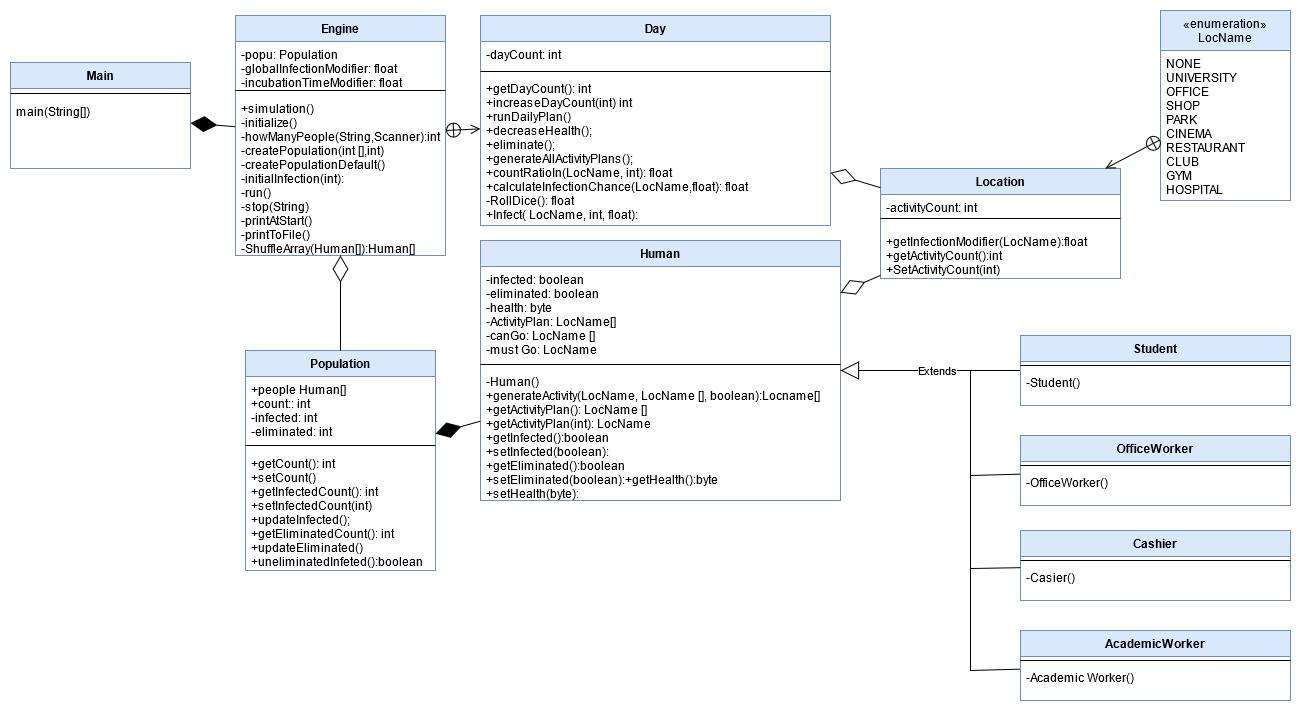 Main
main(String[])
Engine
-popu: Population
-globalInfectionModifier: float
-incubationTimeModifier: float
+simulation()
-initialize()
-howManyPeople(String,Scanner):int
-createPopulation(int [],int)
-createPopulationDefault()
-initialInfection(int):
-run()
-stop(String)
-printAtStart()
-printToFile()
-ShuffleArray(Human[]):Human[]
Day
-dayCount: int
+getDayCount(): int
+increaseDayCount(int) int
+runDailyPlan()
+decreaseHealth();
+eliminate();
+generateAllActivityPlans();
+countRatioIn(LocName, int): float
+calculateInfectionChance(LocName,float): float
-RollDice(): float
+Infect( LocName, int, float):
«enumeration»
LocName
NONE
UNIVERSITY
OFFICE
SHOP
PARK
CINEMA
RESTAURANT
CLUB
GYM
HOSPITAL
Location
-activityCount: int
+getInfectionModifier(LocName):float
+getActivityCount():int
+SetActivityCount(int)
Human
-infected: boolean
-eliminated: boolean
-health: byte
-ActivityPlan: LocName[]
-canGo: LocName []
-must Go: LocName
-Human()
+generateActivity(LocName, LocName [], boolean):Locname[]
+getActivityPlan(): LocName []
+getActivityPlan(int): LocName
+getInfected():boolean
+setInfected(boolean):
+getEliminated():boolean
+setEliminated(boolean):+getHealth():byte
+setHealth(byte):
Population
+people Human[]
+count:: int
-infected: int
-eliminated: int
+getCount(): int
+setCount()
+getInfectedCount(): int
+setInfectedCount(int)
+updateInfected();
+getEliminatedCount(): int
+updateEliminated()
+uneliminatedInfeted():boolean
Extends
Student
-Student()
OfficeWorker
-OfficeWorker()
Cashier
-Casier()
AcademicWorker
-Academic Worker()